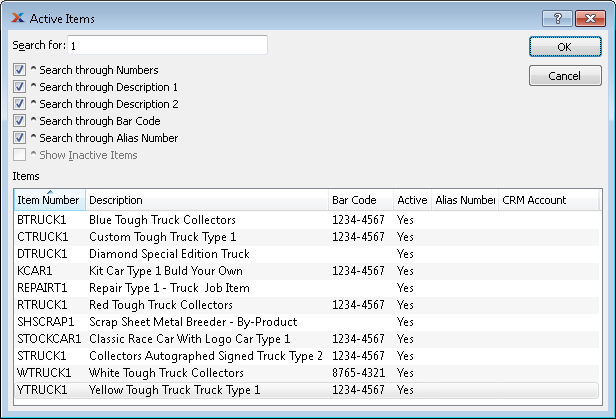 Active Items
Search for: 1
OK
^ Search through Numbers
Cancel
^ Search through Description 1
^ Search through Description 2
^ Search through Bar Code
^ Search through Alias Number
^ Show Inactive Items
Items
Item Number Description Bar Code Active Alias Number CRM Account
BTRUCK1 Blue Tough Truck Collectors 1234-4567 Yes
CTRUCK1 Custom Tough Truck Type 1 1234-4567 Yes
DTRUCK1 Diamond Special Edition Truck Yes
KCAR1 Kit Car Type 1 Buld Your Own 1234-4567 Yes
REPAIRT1 Repair Type 1 - Truck Job Item Yes
RTRUCK1 Red Tough Truck Collectors 1234-4567 Yes
SHSCRAP1 Scrap Sheet Metal Breeder - By-Product Yes
STOCKCAR1 Classic Race Car With Logo Car Type 1 1234-4567 Yes
STRUCK1 Collectors Autographed Signed Truck Type 2 1234-4567 Yes
WTRUCK1 White Tough Truck Collectors 8765-4321 Yes
YTRUCK1 Yellow Tough Truck Truck Type 1 1234-4567 Yes